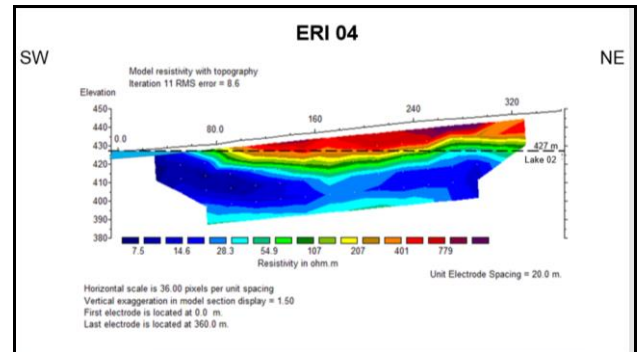 ERI 04
SW
NE
Model resistivity with topography
Iteration 11 RMS error = 8.6
Elevation
450
440
430
420
410
400
390
380
0.0
80.0
160
240
320
427 m
Lake 02
7.5 14.6 28.3 54.9 107 207 401 779
Resistivity in ohm.m
Unit Electrode Spacing = 20.0 m.
Horizontal scale is 36.00 pixels per unit spacing
Vertical exaggeration in model section display = 1.50
First electrode is located at 0.0 m.
Last electrode is located at 360.0 m.